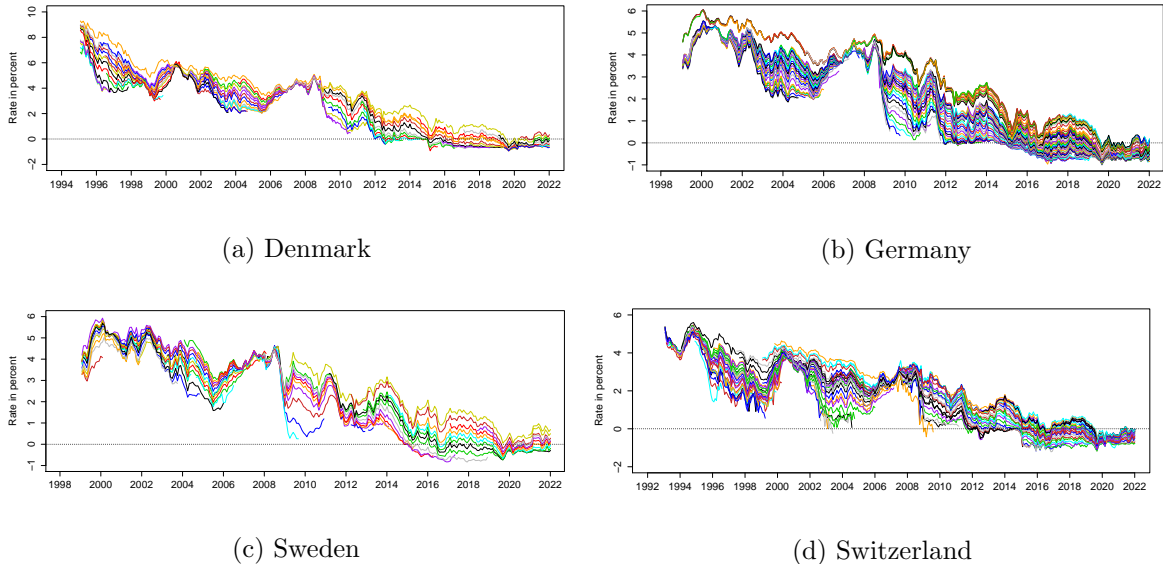 Rate in percent
10
8
6
4
2
0
−2
1994 1996 1998 2000 2002 2004 2006 2008 2010 2012 2014 2016 2018 2020 2022
(a) Denmark
Rate in percent
6
5
4
3
2
1
0
−1
1998 2000 2002 2004 2006 2008 2010 2012 2014 2016 2018 2020 2022
(b) Germany
Rate in percent
6
5
4
3
2
1
0
−1
1998 2000 2002 2004 2006 2008 2010 2012 2014 2016 2018 2020 2022
(c) Sweden
Rate in percent
6
4
2
0
−2
1992 1994 1996 1998 2000 2002 2004 2006 2008 2010 2012 2014 2016 2018 2020 2022
(d) Switzerland